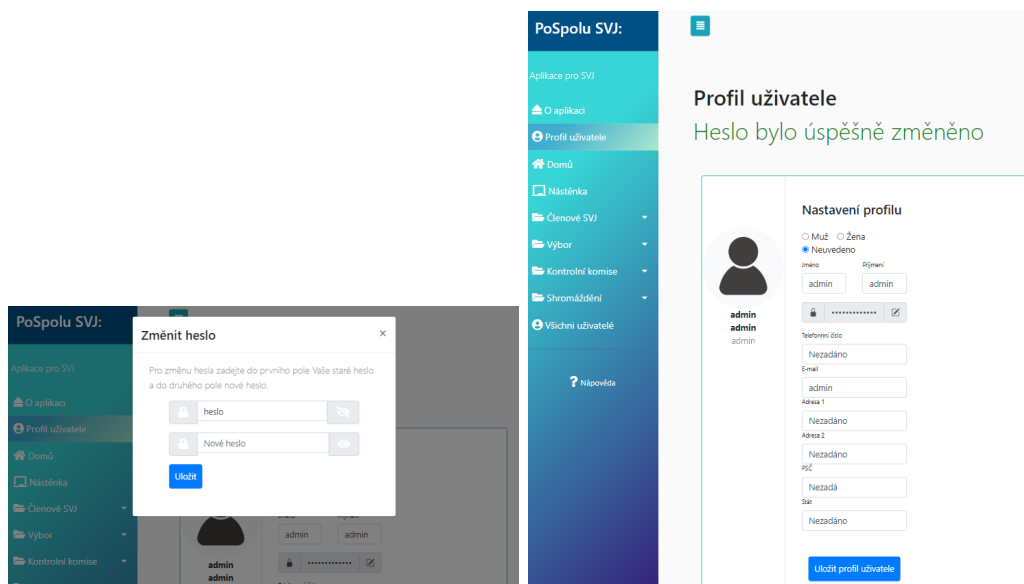 PoSpolu SVJ:
Aplikace pro SVJ
O aplikaci
Profil uživatele
Domů
Nástěnka
Členové SVJ
Výbor
Kontrolní komise
Změnit heslo
×
Pro změnu hesla zadejte do prvního pole Vaše staré heslo
a do druhého pole nové heslo.
heslo
Nové heslo
Uložit
admin
admin
•••••••••••••
admin
admin
PoSpolu SVJ:
Aplikace pro SVJ
O aplikaci
Profil uživatele
Domů
Nástěnka
Členové SVJ
Výbor
Kontrolní komise
Shromáždění
Všichni uživatelé
? Nápověda
Profil uživatele
Heslo bylo úspěšně změněno
admin
admin
admin
Nastavení profilu
Muž Žena
Neuvedeno
Jméno Příjmení
admin admin
•••••••••••••
Telefonnní číslo
Nezadáno
E-mail
admin
Adresa 1
Nezadáno
Adresa 2
Nezadáno
PSČ
Nezadá
Stát
Nezadáno
Uložit profil uživatele